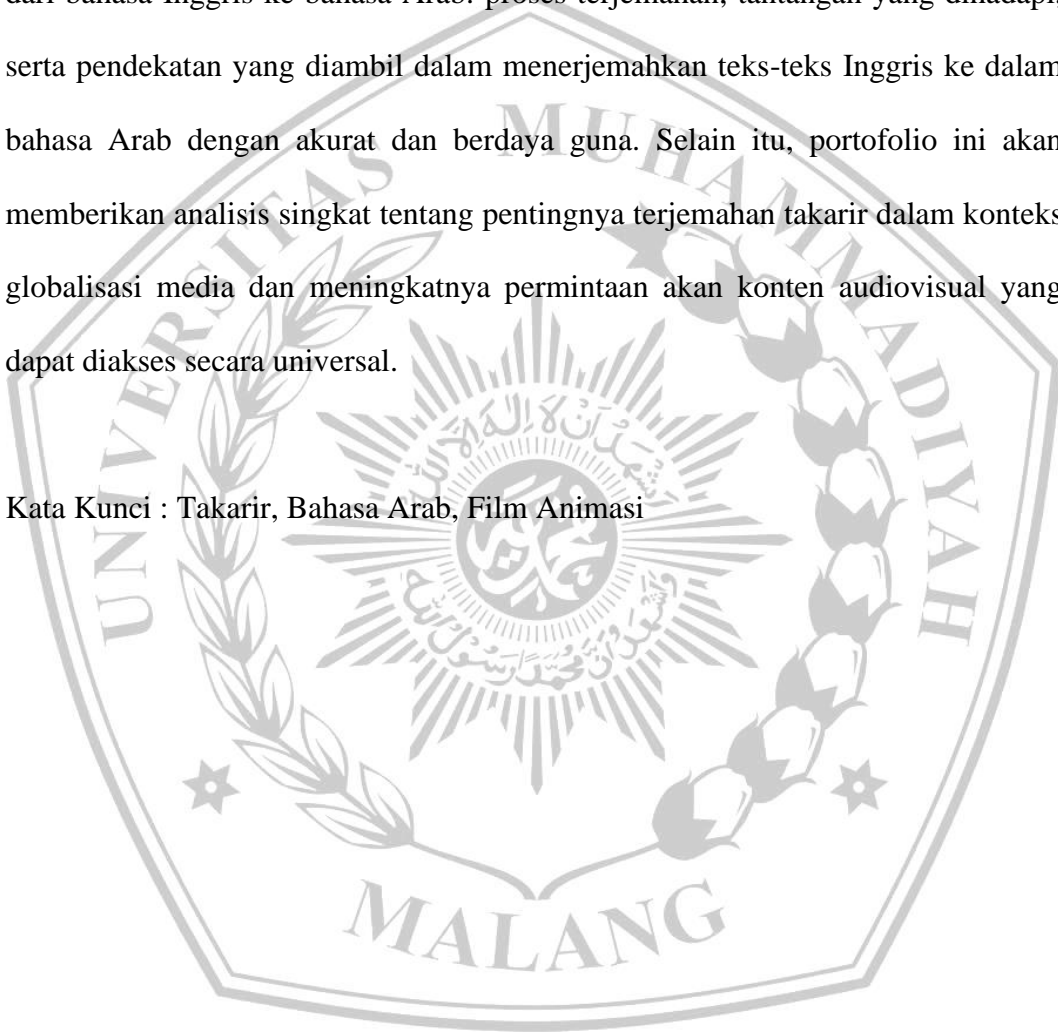 dari bahasa Inggris ke bahasa Arab: proses terjemahan, tantangan yang dihadapi,
serta pendekatan yang diambil dalam menerjemahkan teks-teks Inggris ke dalam
bahasa Arab dengan akurat dan berdaya guna. Selain itu, portofolio ini akan
memberikan analisis singkat tentang pentingnya terjemahan takarir dalam konteks
globalisasi media dan meningkatnya permintaan akan konten audiovisual yang
dapat diakses secara universal.
Kata Kunci : Takarir, Bahasa Arab, Film Animasi
UNIVERSITAS MUHAMMADIYAH
MALANG